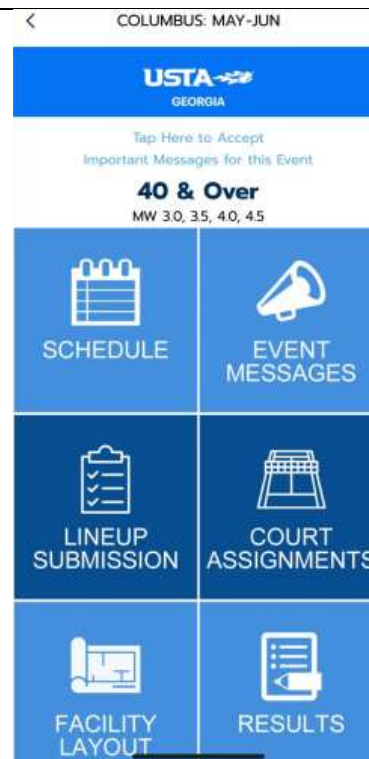 COLUMBUS: MAY-JUN
USTA
GEORGIA
Tap Here to Accept
Important Messages for this Event
40 & Over
MW 3.0, 3.5, 4.0, 4.5
SCHEDULE
EVENT
MESSAGES
LINEUP
SUBMISSION
COURT
ASSIGNMENTS
FACILITY
LAYOUT
RESULTS